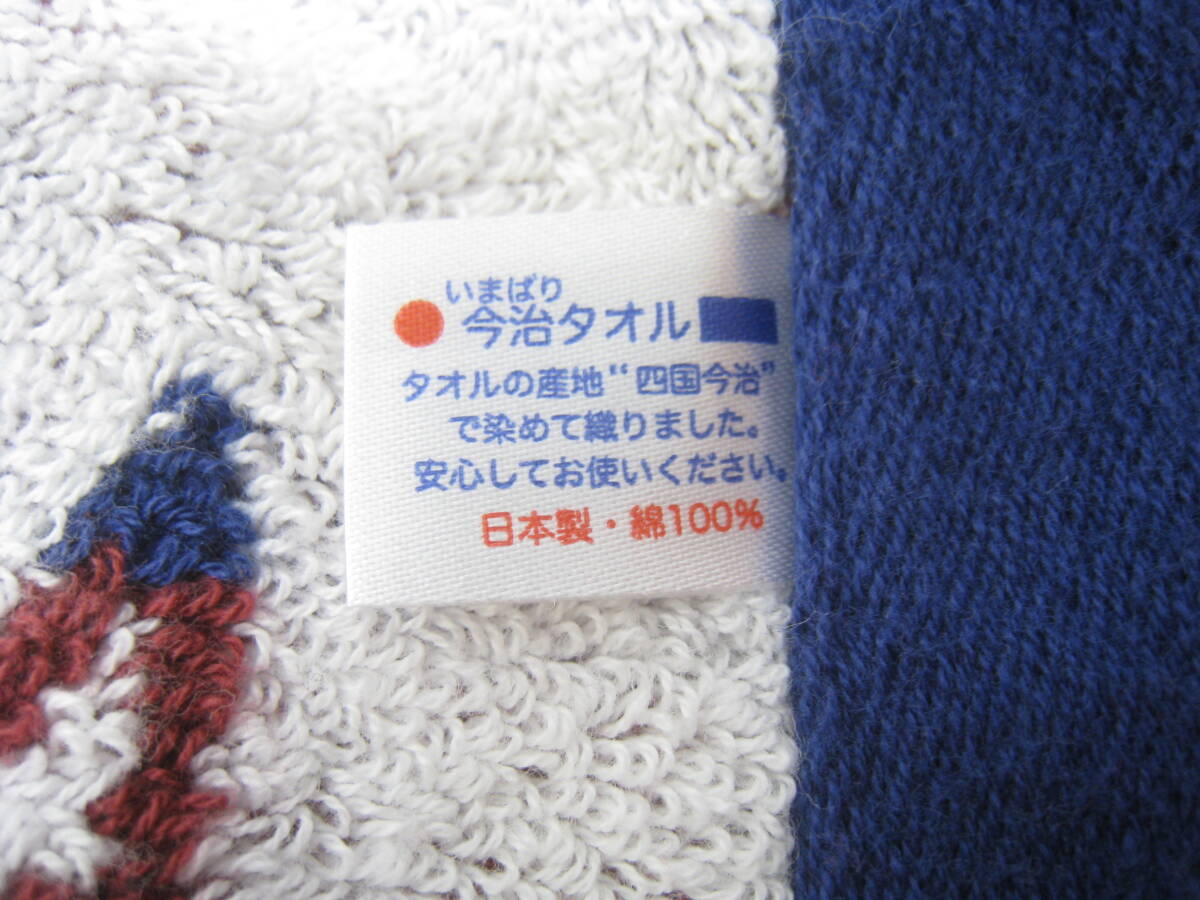 いまばり
今治タオル
タオルの産地“四国今治”
で染めて織りました。
安心してお使いください。
日本製・綿100%